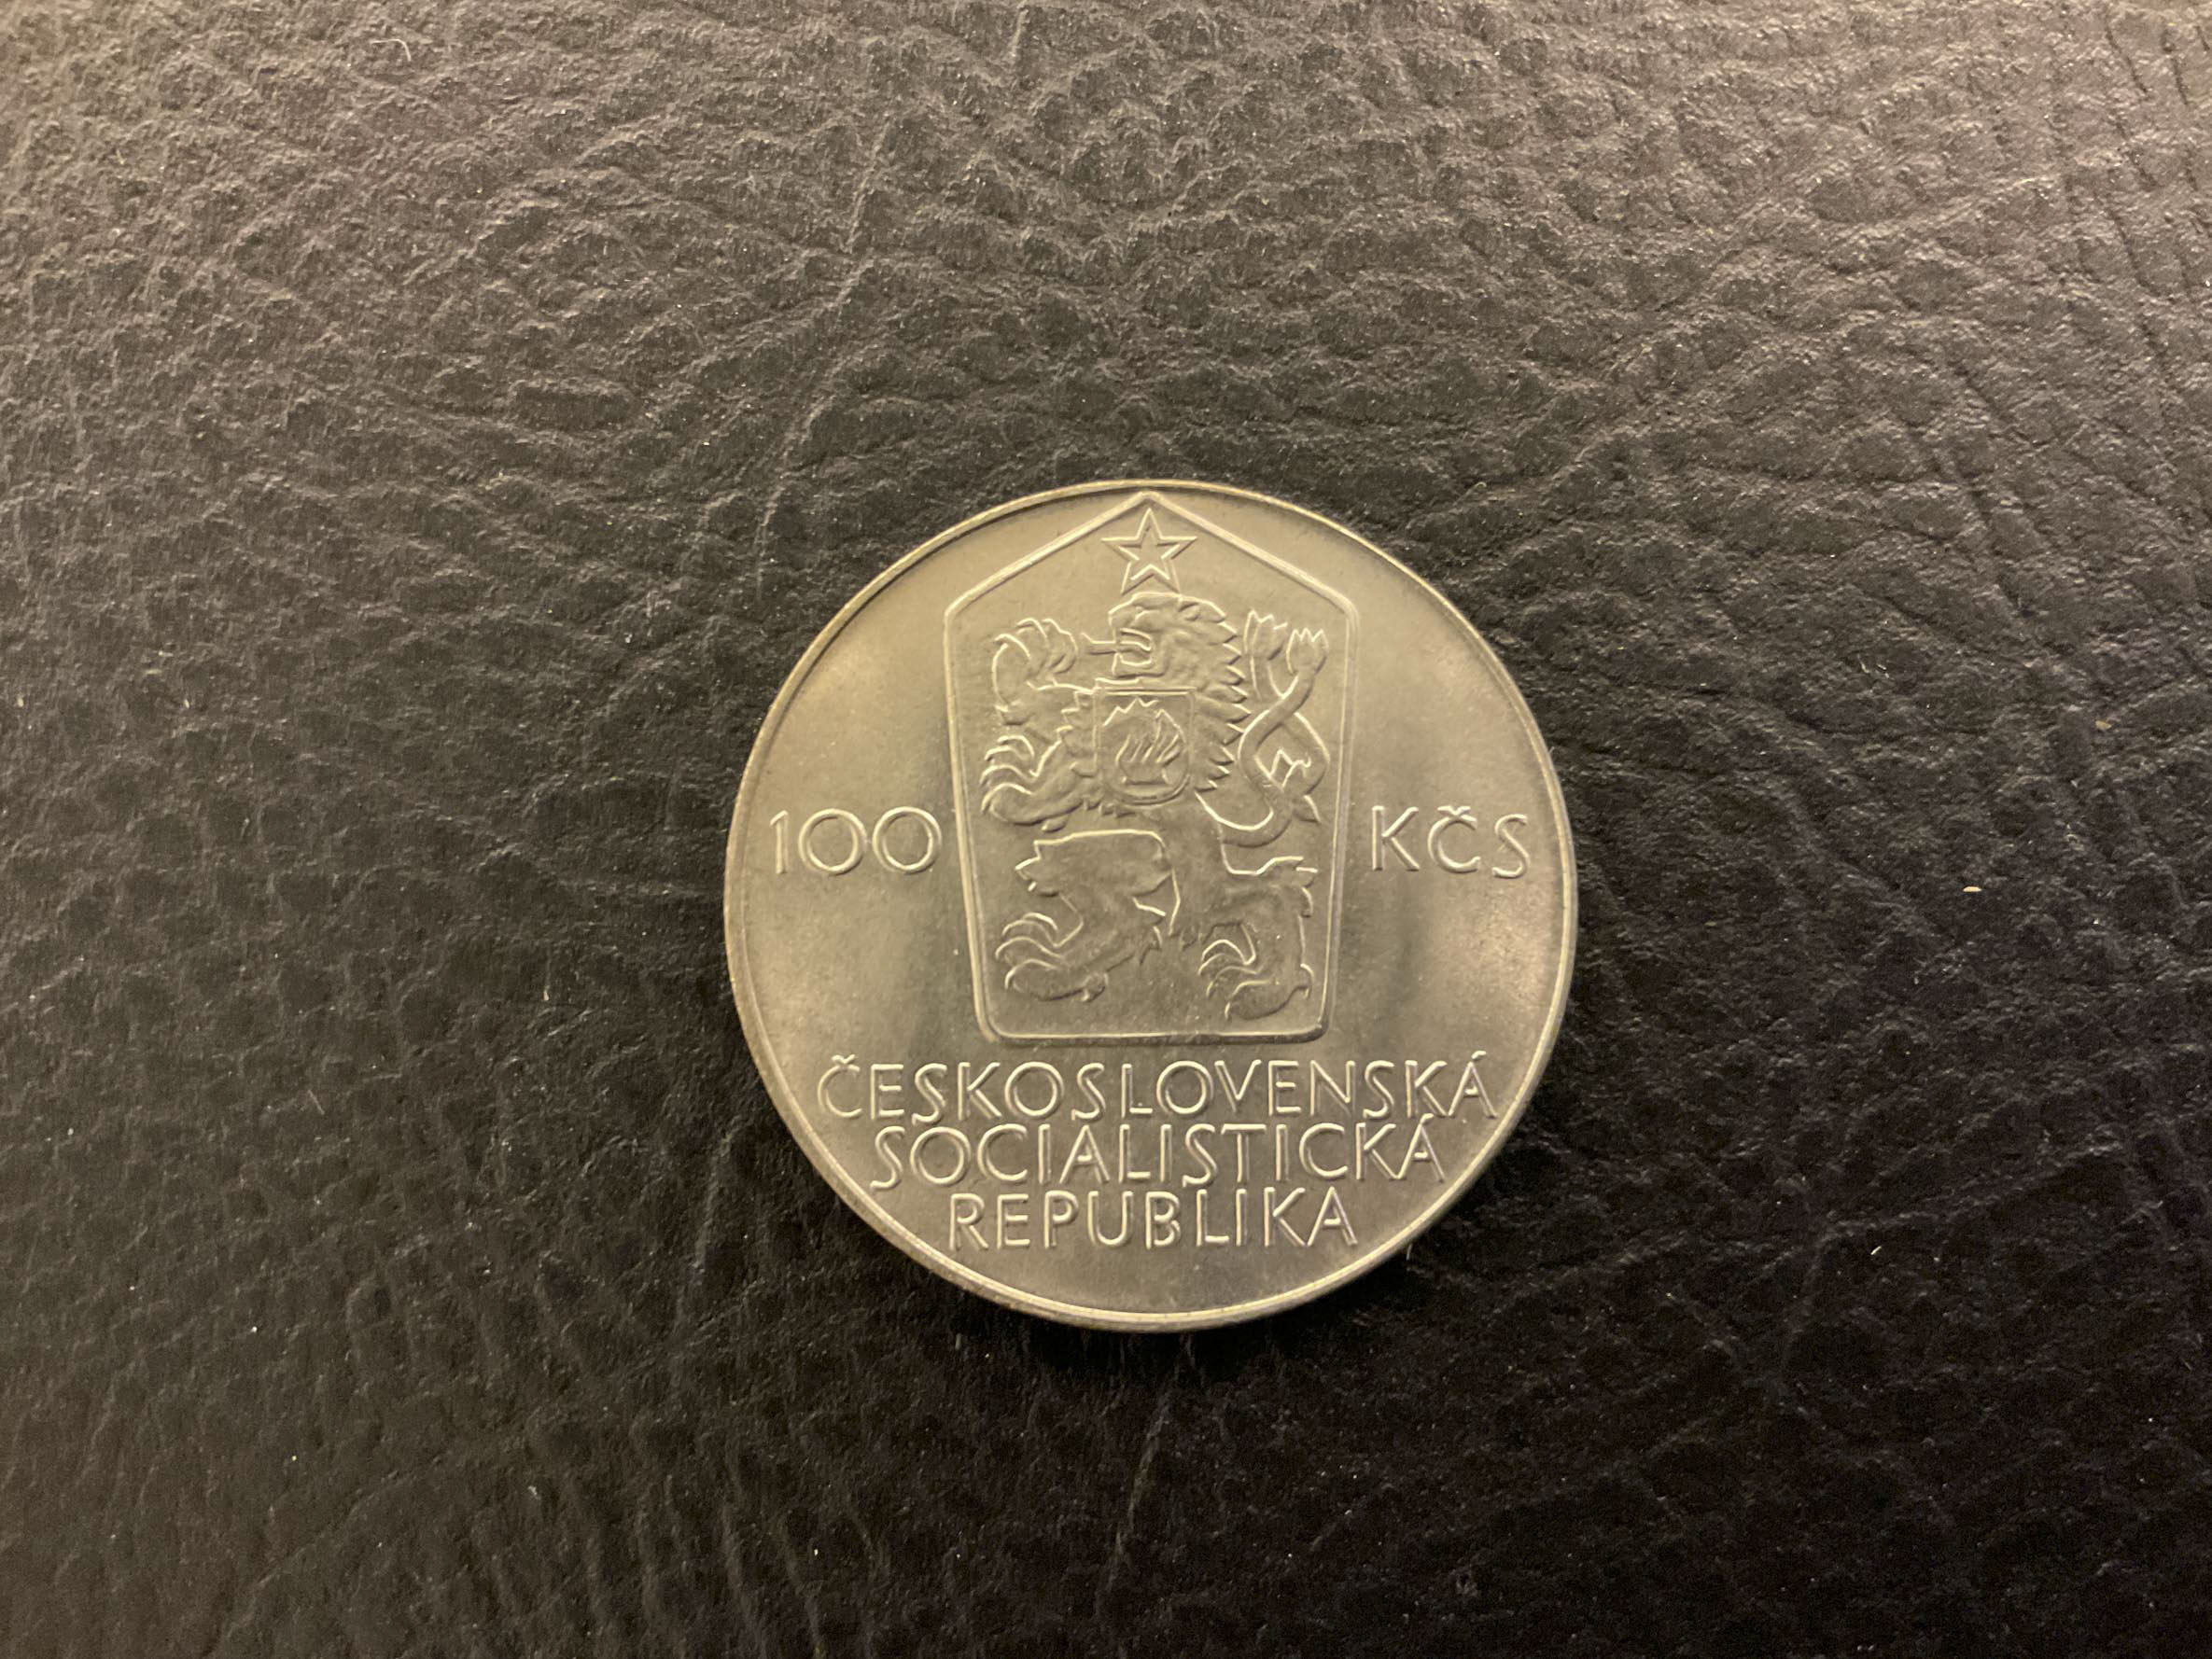 100 KČS
ČESKOSLOVENSKÁ
SOCIALISTICKÁ
REPUBLIKA